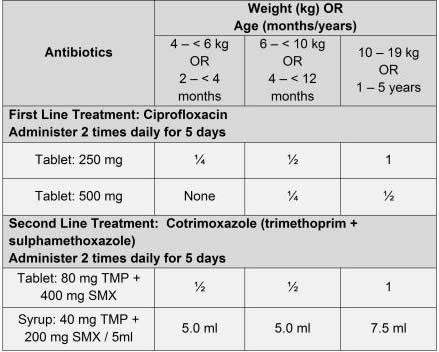 Antibiotics
Weight (kg) OR
Age (months/years)
4 – < 6 kg
OR
2 – < 4
months
6 – < 10 kg
OR
4 – < 12
months
10 – 19 kg
OR
1 – 5 years
First Line Treatment: Ciprofloxacin
Administer 2 times daily for 5 days
Tablet: 250 mg ¼ ½ 1
Tablet: 500 mg None ¼ ½
Second Line Treatment: Cotrimoxazole (trimethoprim +
sulphamethoxazole)
Administer 2 times daily for 5 days
Tablet: 80 mg TMP +
400 mg SMX
½ ½ 1
Syrup: 40 mg TMP +
200 mg SMX / 5ml
5.0 ml 5.0 ml 7.5 ml